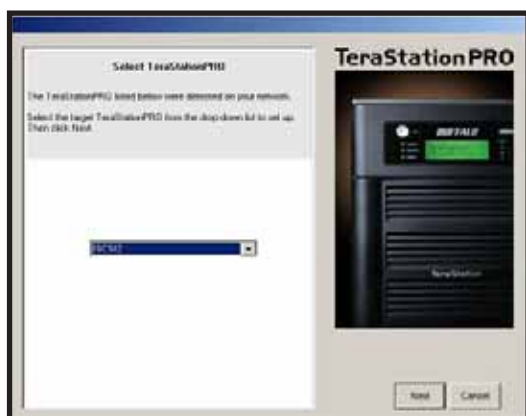 Select TeraStationPRO
The TeraStationPRO listed below were detected on your network.
Select the target TeraStationPRO from the drop-down list to set up.
Then click Next.
TeraStation PRO
BUFFALO
TeraStation
Next
Cancel